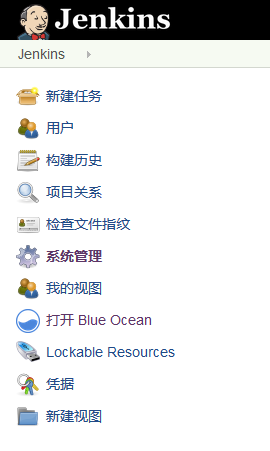 Jenkins
Jenkins
新建任务
用户
构建历史
项目关系
检查文件指纹
系统管理
我的视图
打开 Blue Ocean
Lockable Resources
凭据
新建视图